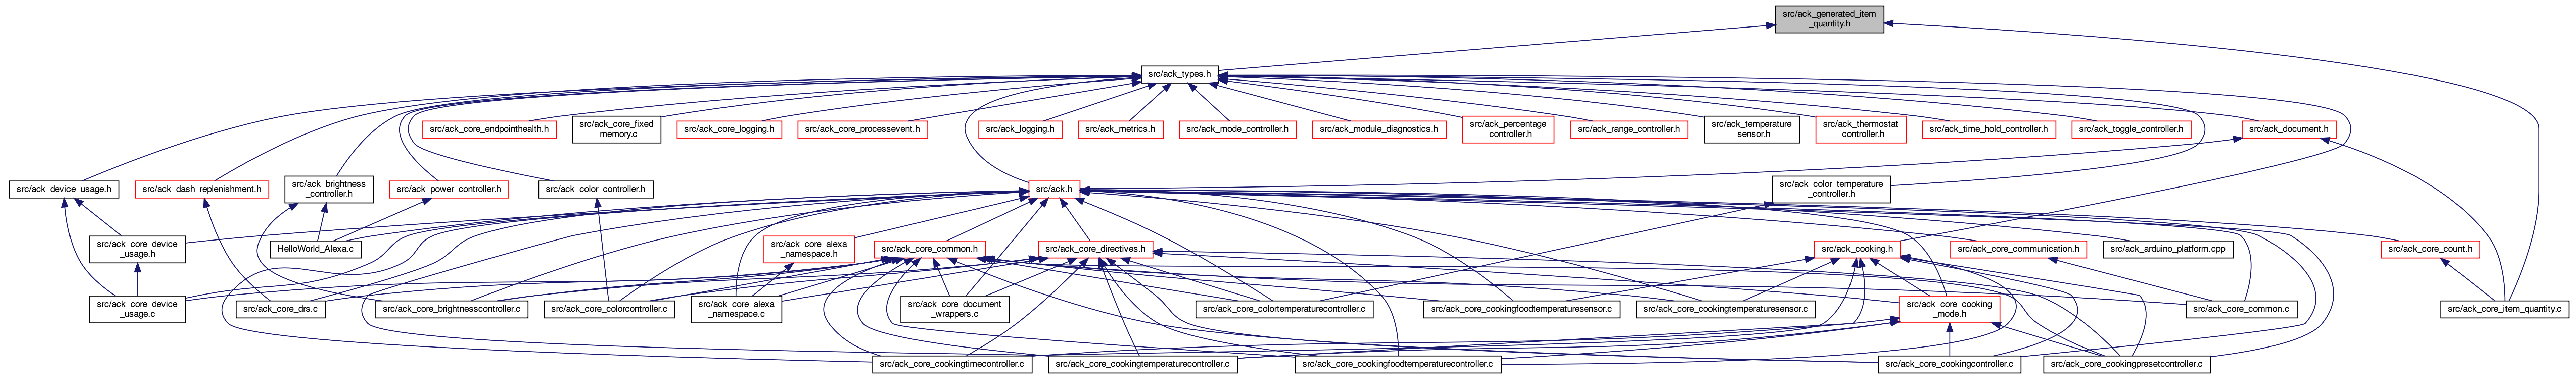 src/ack_generated_item
_quantity.h
src/ack_types.h
src/ack_core_endpointhealth.h
src/ack_core_fixed
_memory.c
src/ack_core_logging.h
src/ack_core_processevent.h
src/ack_logging.h
src/ack_metrics.h
src/ack_mode_controller.h
src/ack_module_diagnostics.h
src/ack_percentage
_controller.h
src/ack_range_controller.h
src/ack_temperature
_sensor.h
src/ack_thermostat
_controller.h
src/ack_time_hold_controller.h
src/ack_toggle_controller.h
src/ack_document.h
src/ack_device_usage.h
src/ack_dash_replenishment.h
src/ack_brightness
_controller.h
src/ack_power_controller.h
src/ack_color_controller.h
src/ack.h
src/ack_color_temperature
_controller.h
src/ack_core_device
_usage.h
HelloWorld_Alexa.c
src/ack_core_alexa
_namespace.h
src/ack_core_common.h
src/ack_core_directives.h
src/ack_cooking.h
src/ack_core_communication.h
src/ack_arduino_platform.cpp
src/ack_core_count.h
src/ack_core_device
_usage.c
src/ack_core_drs.c
src/ack_core_brightnesscontroller.c
src/ack_core_colorcontroller.c
src/ack_core_alexa
_namespace.c
src/ack_core_document
_wrappers.c
src/ack_core_colortemperaturecontroller.c
src/ack_core_cookingfoodtemperaturesensor.c
src/ack_core_cookingtemperaturesensor.c
src/ack_core_cooking
_mode.h
src/ack_core_common.c
src/ack_core_item_quantity.c
src/ack_core_cookingtimecontroller.c
src/ack_core_cookingtemperaturecontroller.c
src/ack_core_cookingfoodtemperaturecontroller.c
src/ack_core_cookingcontroller.c
src/ack_core_cookingpresetcontroller.c